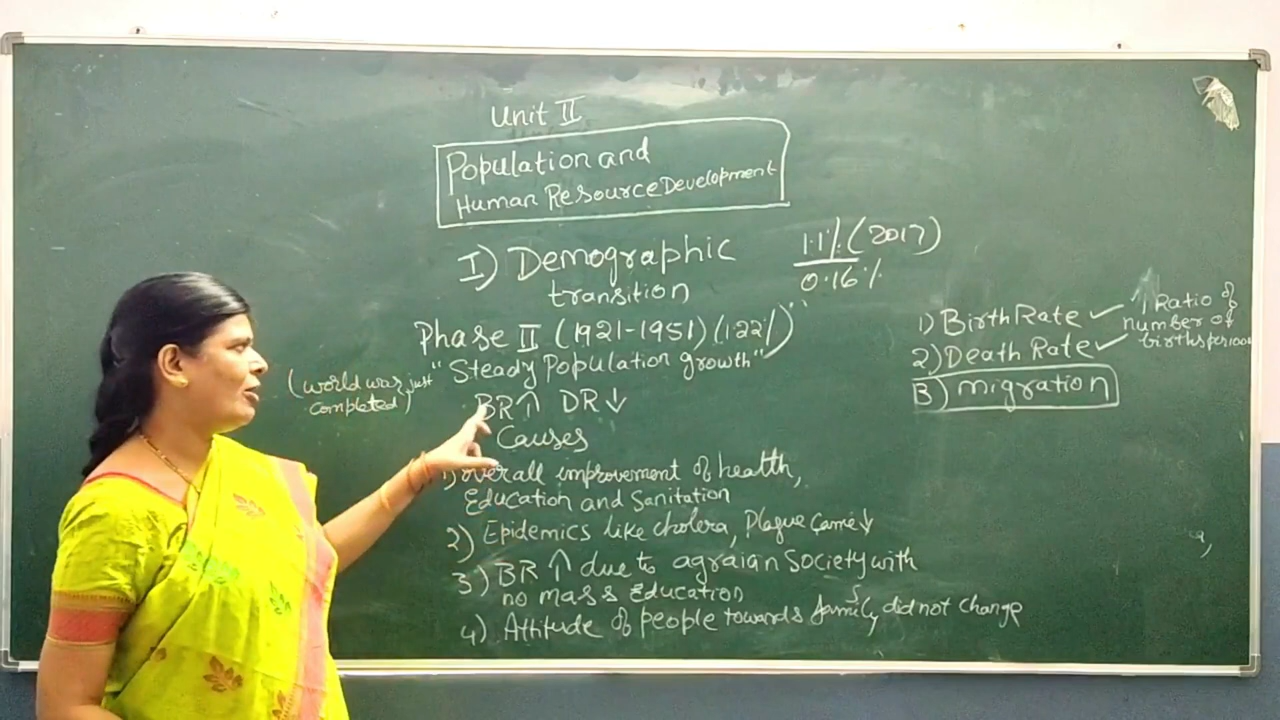 Unit II
Population and
Human Resource Development
I) Demographic
transition
1.1% (2017)
0.16%
Phase II (1921-1951) (1.22%)
"Steady Population growth"
(world war just
completed)
BR↑ DR↓
Causes
1) overall improvement of health,
Education and Sanitation
2) Epidemics like cholera, Plague came↓
3) BR ↑ due to agraian Society with
no mass Education
4) Attitude of people towards family did not change
1) Birth Rate ✓
2) Death Rate ✓
3) migration
Ratio of
number of
births per 1000